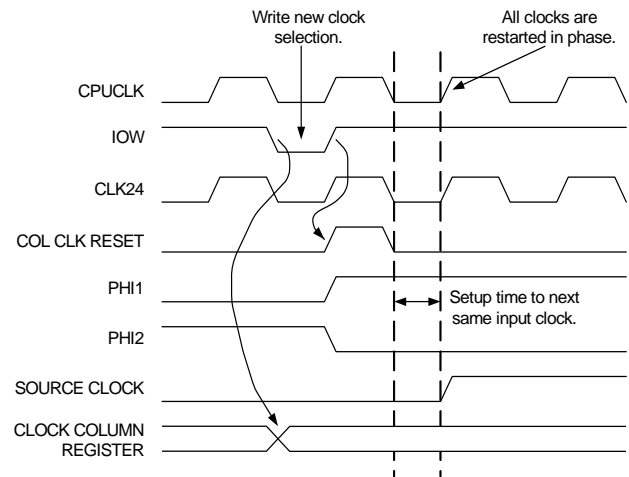 Write new clock
selection.
All clocks are
restarted in phase.
CPUCLK
IOW
CLK24
COL CLK RESET
PHI1
Setup time to next
same input clock.
PHI2
SOURCE CLOCK
CLOCK COLUMN
REGISTER